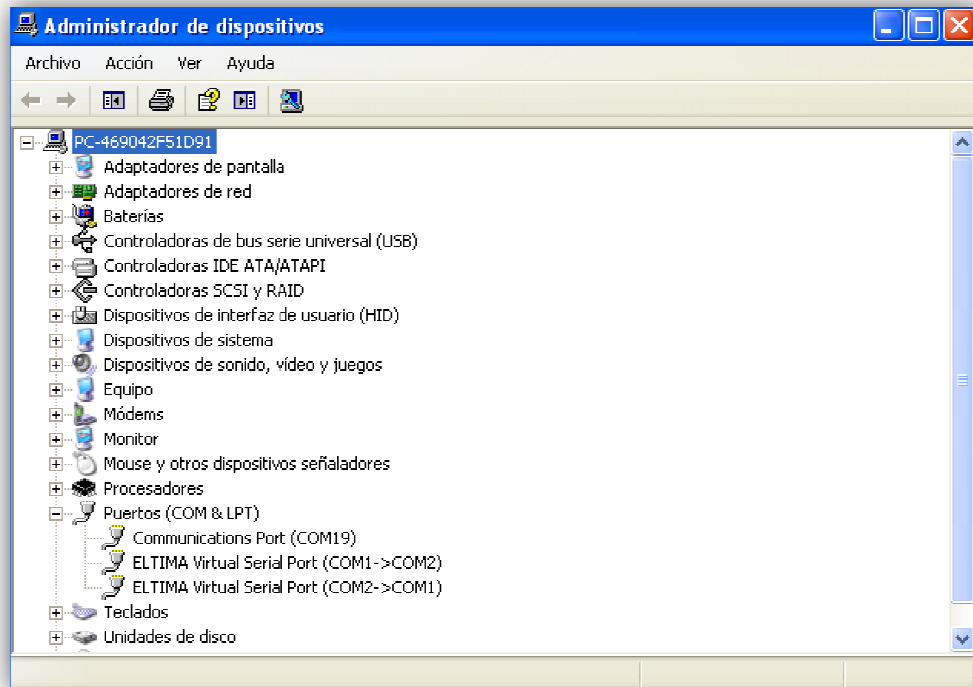 Administrador de dispositivos
Archivo Acción Ver Ayuda
PC-469042F51D91
Adaptadores de pantalla
Adaptadores de red
Baterías
Controladoras de bus serie universal (USB)
Controladoras IDE ATA/ATAPI
Controladoras SCSI y RAID
Dispositivos de interfaz de usuario (HID)
Dispositivos de sistema
Dispositivos de sonido, vídeo y juegos
Equipo
Módems
Monitor
Mouse y otros dispositivos señaladores
Procesadores
Puertos (COM & LPT)
Communications Port (COM19)
ELTIMA Virtual Serial Port (COM1->COM2)
ELTIMA Virtual Serial Port (COM2->COM1)
Teclados
Unidades de disco